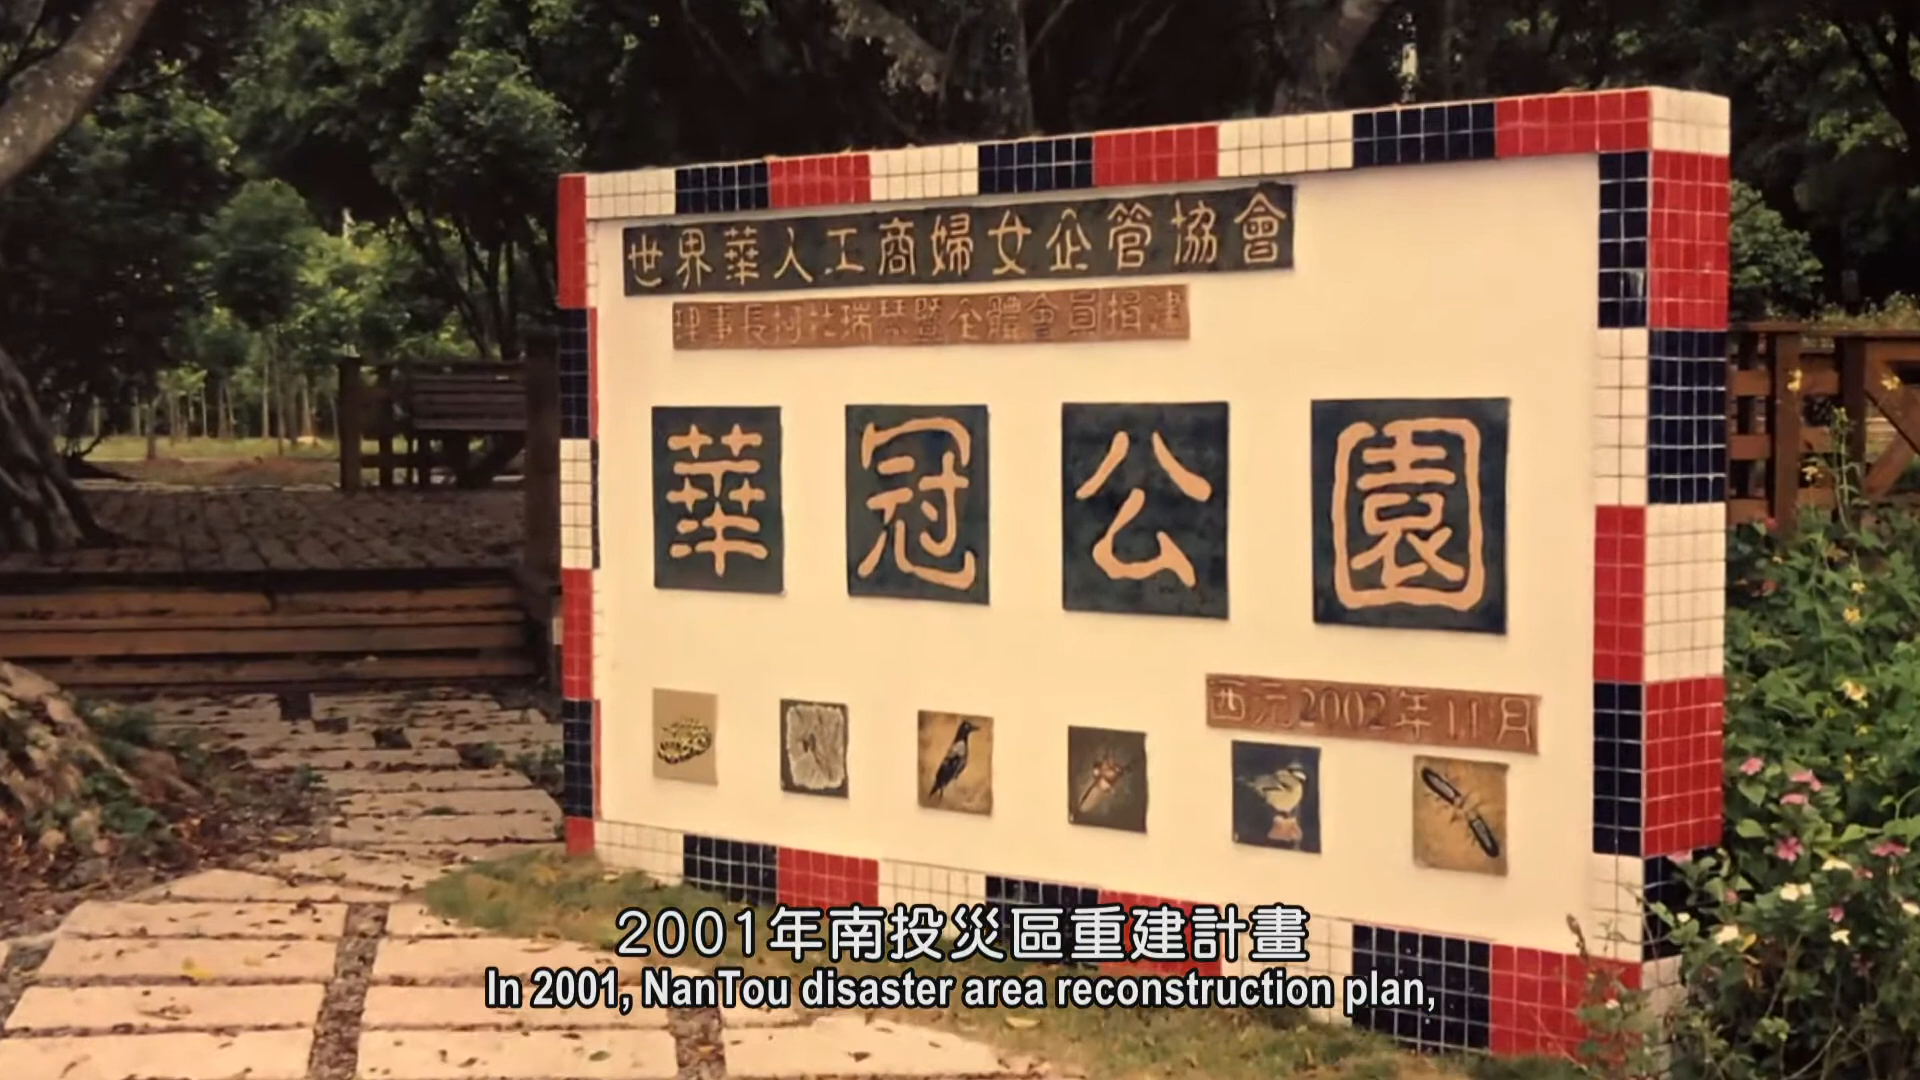 世界華人工商婦女企管協會
理事長柯杜瑞琴暨全體會員捐建
華冠公園
西元2002年11月
2001年南投災區重建計畫
In 2001, NanTou disaster area reconstruction plan,